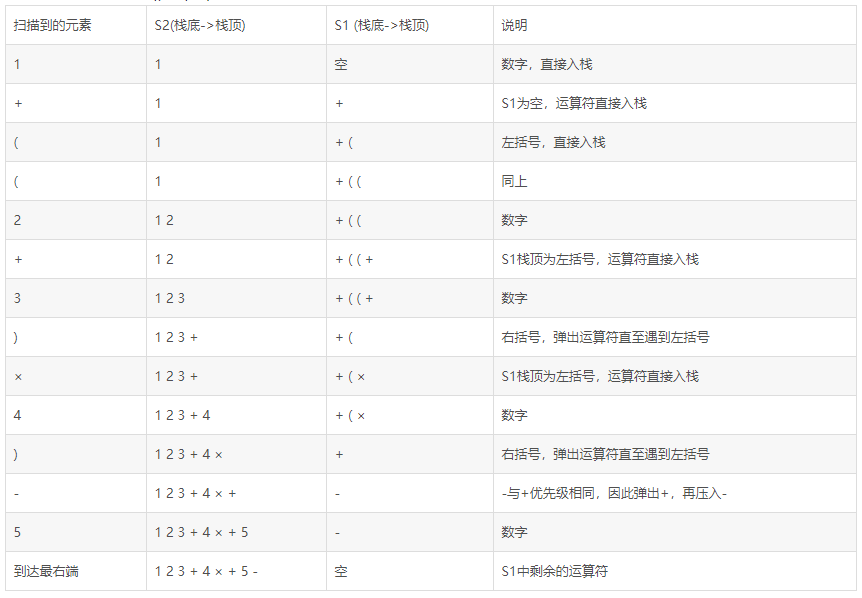 扫描到的元素 S2(栈底->栈顶) S1 (栈底->栈顶) 说明
1 1 空 数字，直接入栈
+ 1 + S1为空，运算符直接入栈
( 1 + ( 左括号，直接入栈
( 1 + ( ( 同上
2 1 2 + ( ( 数字
+ 1 2 + ( ( + S1栈顶为左括号，运算符直接入栈
3 1 2 3 + ( ( + 数字
) 1 2 3 + + ( 右括号，弹出运算符直至遇到左括号
× 1 2 3 + + ( × S1栈顶为左括号，运算符直接入栈
4 1 2 3 + 4 + ( × 数字
) 1 2 3 + 4 × + 右括号，弹出运算符直至遇到左括号
- 1 2 3 + 4 × + - -与+优先级相同，因此弹出+，再压入-
5 1 2 3 + 4 × + 5 - 数字
到达最右端 1 2 3 + 4 × + 5 - 空 S1中剩余的运算符